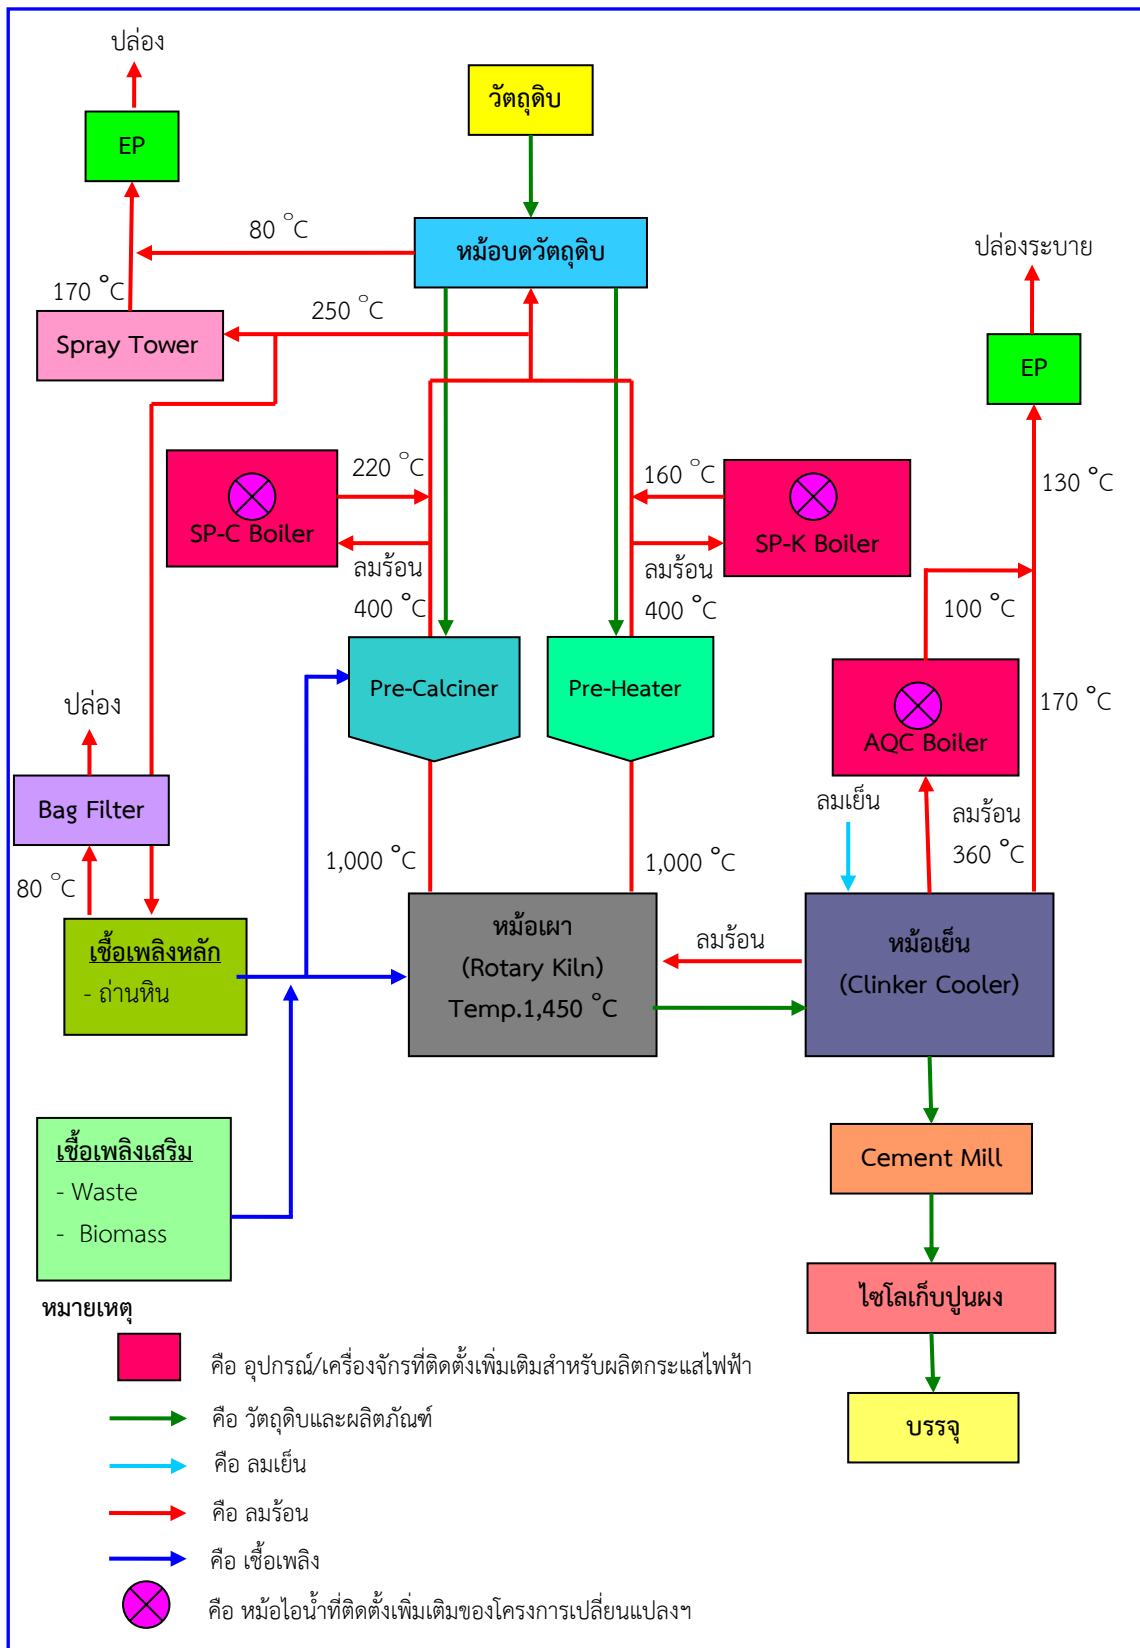 ปล่อง
วัตถุดิบ
EP
80 °C
หม้อบดวัตถุดิบ
ปล่องระบาย
170 °C
250 °C
Spray Tower
EP
220 °C
160 °C
130 °C
SP-C Boiler
SP-K Boiler
ลมร้อน
400 °C
ลมร้อน
400 °C
100 °C
Pre-Calciner
Pre-Heater
170 °C
ปล่อง
AQC Boiler
Bag Filter
ลมเย็น
ลมร้อน
360 °C
80 °C
1,000 °C
1,000 °C
เชื้อเพลิงหลัก
- ถ่านหิน
หม้อเผา
(Rotary Kiln)
Temp.1,450 °C
ลมร้อน
หม้อเย็น
(Clinker Cooler)
เชื้อเพลิงเสริม
- Waste
- Biomass
Cement Mill
ไซโลเก็บปูนผง
บรรจุ
หมายเหตุ
คือ อุปกรณ์/เครื่องจักรที่ติดตั้งเพิ่มเติมสำหรับผลิตกระแสไฟฟ้า
คือ วัตถุดิบและผลิตภัณฑ์
คือ ลมเย็น
คือ ลมร้อน
คือ เชื้อเพลิง
คือ หม้อไอน้ำที่ติดตั้งเพิ่มเติมของโครงการเปลี่ยนแปลงฯ